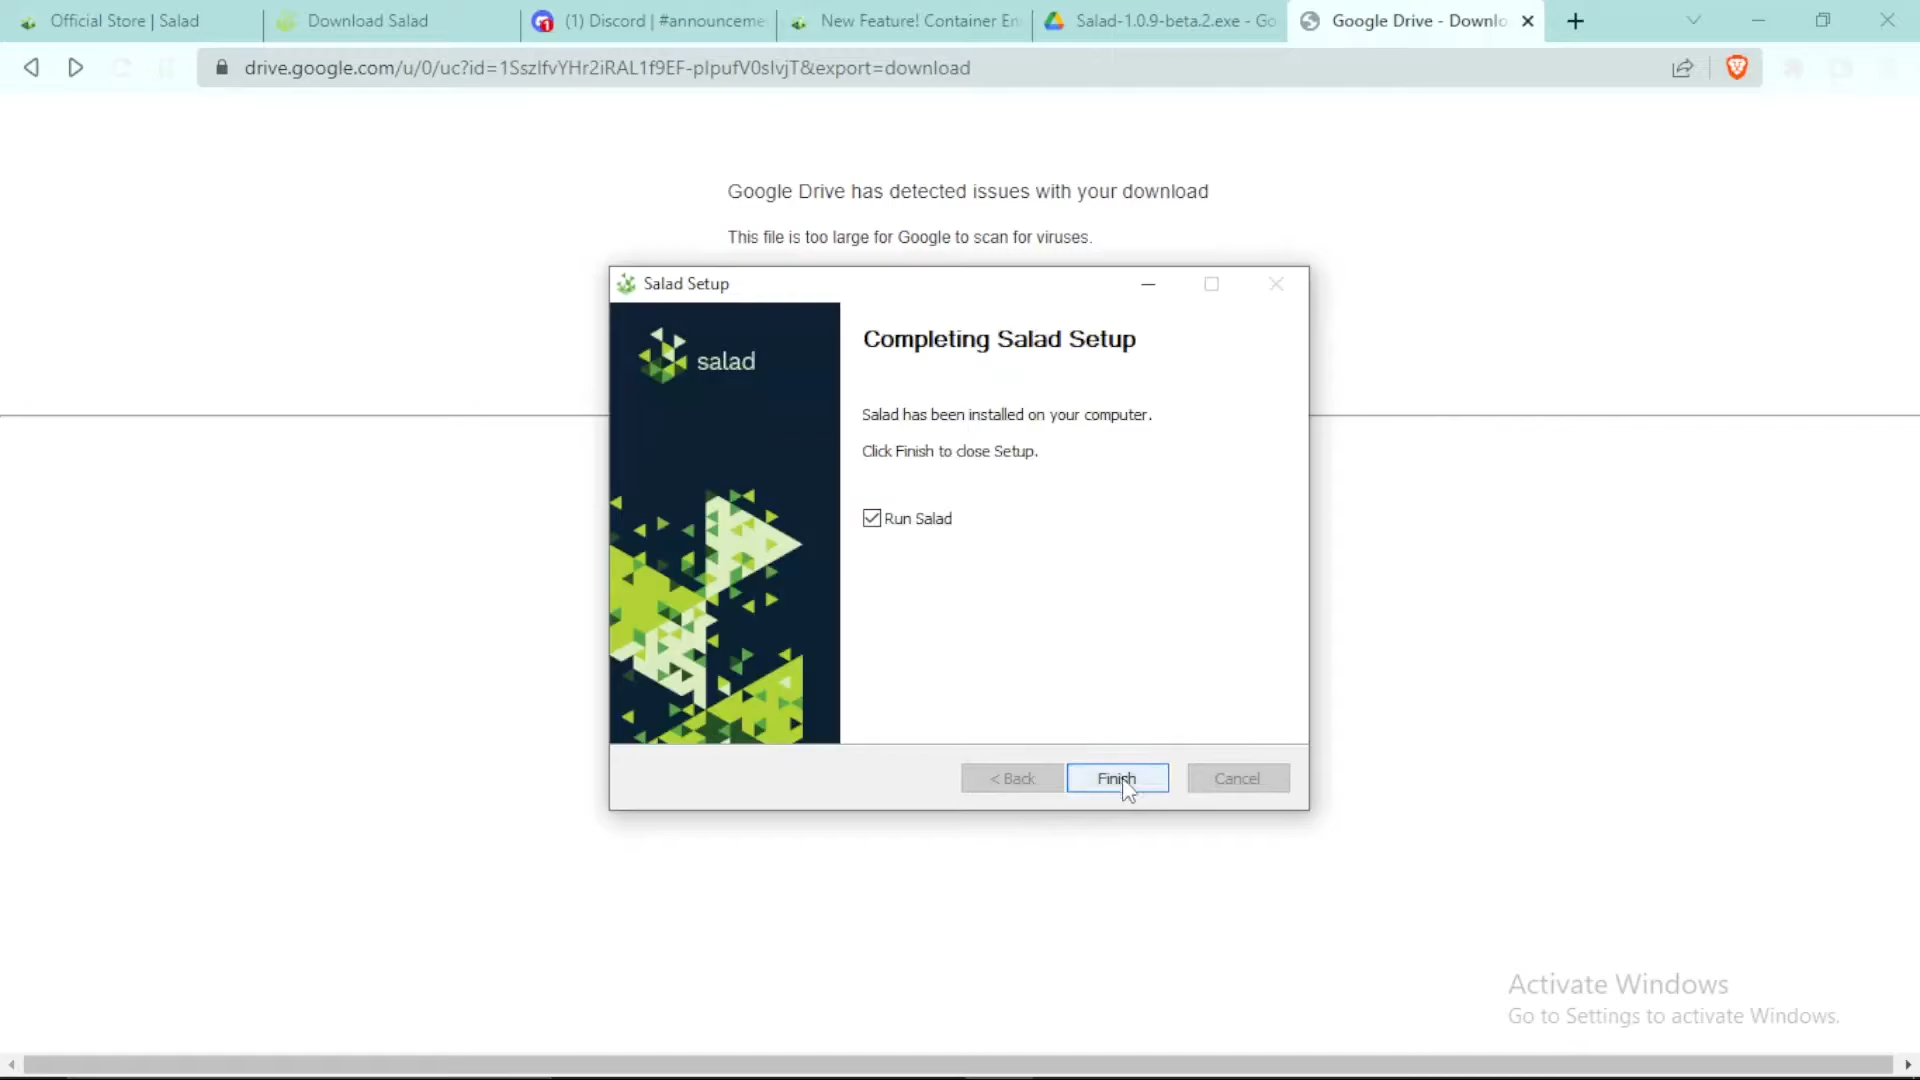 Official Store | Salad
Download Salad
(1) Discord | #announceme
New Feature! Container En
Salad-1.0.9-beta.2.exe - Go
Google Drive - Downlo
drive.google.com/u/0/uc?id=1SszIfvYHr2iRAL1f9EF-pIpufV0sIvjT&export=download
Google Drive has detected issues with your download
This file is too large for Google to scan for viruses.
Salad Setup
salad
Completing Salad Setup
Salad has been installed on your computer.
Click Finish to close Setup.
Run Salad
< Back
Finish
Cancel
Activate Windows
Go to Settings to activate Windows.